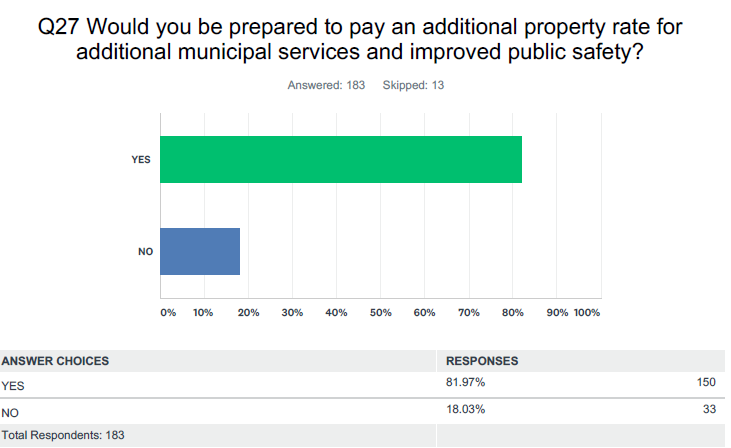 Q27 Would you be prepared to pay an additional property rate for
additional municipal services and improved public safety?
Answered: 183 Skipped: 13
YES
NO
0% 10% 20% 30% 40% 50% 60% 70% 80% 90% 100%
ANSWER CHOICES RESPONSES
YES 81.97% 150
NO 18.03% 33
Total Respondents: 183